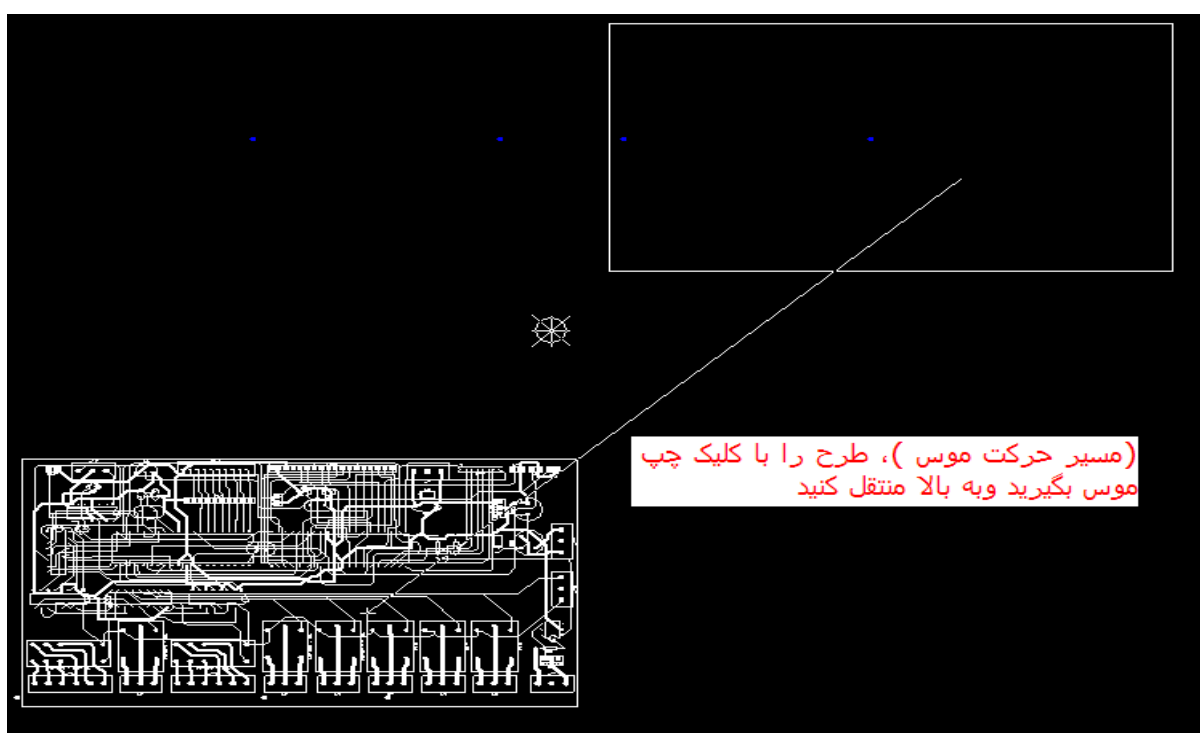 (مسیر حرکت موس )، طرح را با کلیک چپ
موس بگیرید وبه بالا منتقل کنید